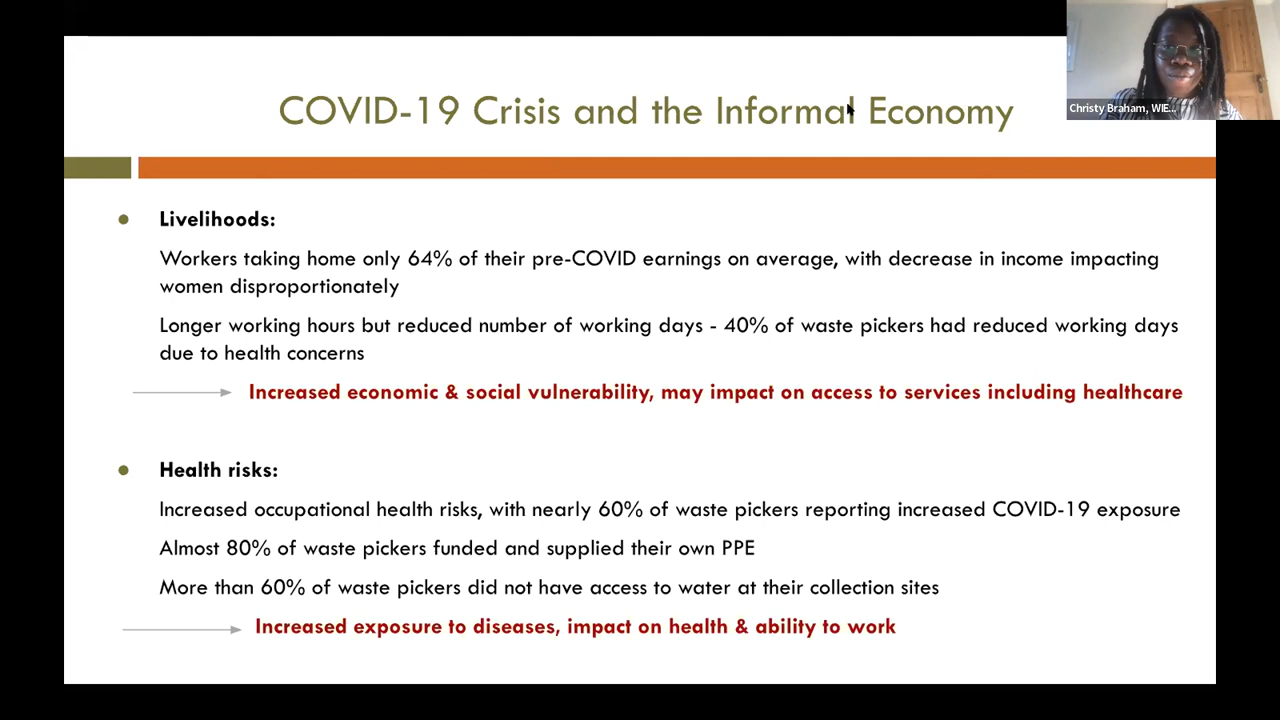 COVID-19 Crisis and the Informal Economy
Christy Braham, WIE...
Livelihoods:
Workers taking home only 64% of their pre-COVID earnings on average, with decrease in income impacting
women disproportionately
Longer working hours but reduced number of working days - 40% of waste pickers had reduced working days
due to health concerns
Increased economic & social vulnerability, may impact on access to services including healthcare
Health risks:
Increased occupational health risks, with nearly 60% of waste pickers reporting increased COVID-19 exposure
Almost 80% of waste pickers funded and supplied their own PPE
More than 60% of waste pickers did not have access to water at their collection sites
Increased exposure to diseases, impact on health & ability to work